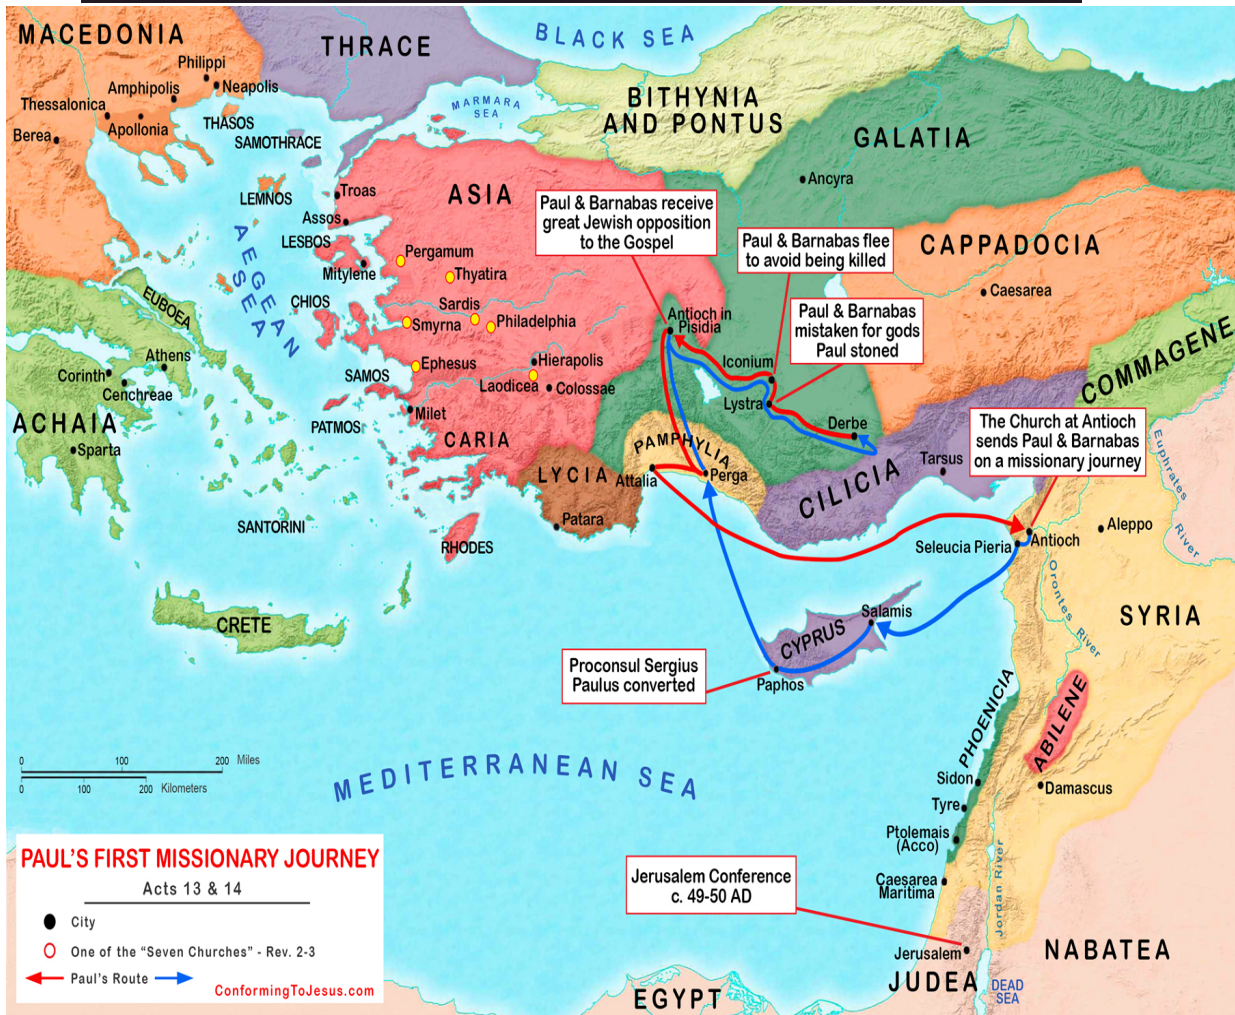 MACEDONIA
THRACE
BLACK SEA
Philippi
Amphipolis
Neapolis
Thessalonica
Apollonia
Berea
THASOS
SAMOTHRACE
MARMARA
SEA
BITHYNIA
AND PONTUS
GALATIA
Ancyra
LEMNOS
Troas
Assos
LESBOS
Mitylene
ASIA
AEGEAN
SEA
Pergamum
Thyatira
Sardis
Smyrna
Philadelphia
CHIOS
EUBOEA
Paul & Barnabas receive
great Jewish opposition
to the Gospel
Paul & Barnabas flee
to avoid being killed
Paul & Barnabas
mistaken for gods
Paul stoned
CAPPADOCIA
Caesarea
COMMAGENE
Antioch in
Pisidia
Iconium
Lystra
Derbe
Athens
Corinth
Cenchreae
ACHAIA
Sparta
SAMOS
Ephesus
Hierapolis
Laodicea
Colossae
PATMOS
Milet
CARIA
LYCIA
PAMPHYLIA
Attalia
Perga
Patara
CILICIA
Tarsus
The Church at Antioch
sends Paul & Barnabas
on a missionary journey
Euphrates
River
SANTORINI
RHODES
Seleucia Pieria
Antioch
Aleppo
Orontes River
SYRIA
CRETE
Salamis
CYPRUS
Paphos
Proconsul Sergius
Paulus converted
PHOENICIA
ABILENE
Sidon
Damascus
Tyre
Ptolemais
(Acco)
Caesarea
Maritima
Jordan River
MEDITERRANEAN SEA
0 100 200 Miles
0 100 200 Kilometers
Jerusalem Conference
c. 49-50 AD
Jerusalem
JUDEA
DEAD
SEA
NABATEA
EGYPT
PAUL'S FIRST MISSIONARY JOURNEY
Acts 13 & 14
City
One of the “Seven Churches” - Rev. 2-3
Paul's Route
ConformingToJesus.com